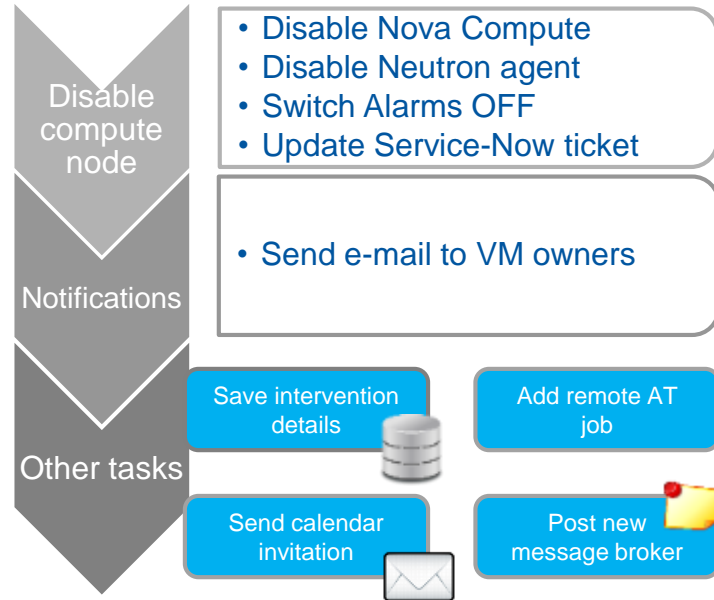 Disable
compute
node
• Disable Nova Compute
• Disable Neutron agent
• Switch Alarms OFF
• Update Service-Now ticket
Notifications
• Send e-mail to VM owners
Other tasks
Save intervention
details
Add remote AT
job
Send calendar
invitation
Post new
message broker